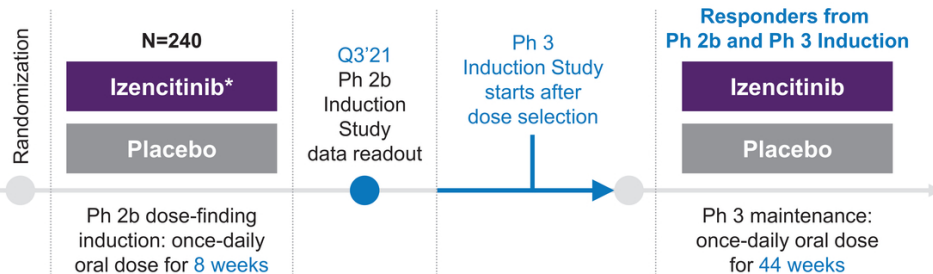 Randomization
N=240
Izencitinib*
Placebo
Ph 2b dose-finding
induction: once-daily
oral dose for 8 weeks
Q3’21
Ph 2b
Induction
Study
data readout
Ph 3
Induction Study
starts after
dose selection
Responders from
Ph 2b and Ph 3 Induction
Izencitinib
Placebo
Ph 3 maintenance:
once-daily oral dose
for 44 weeks